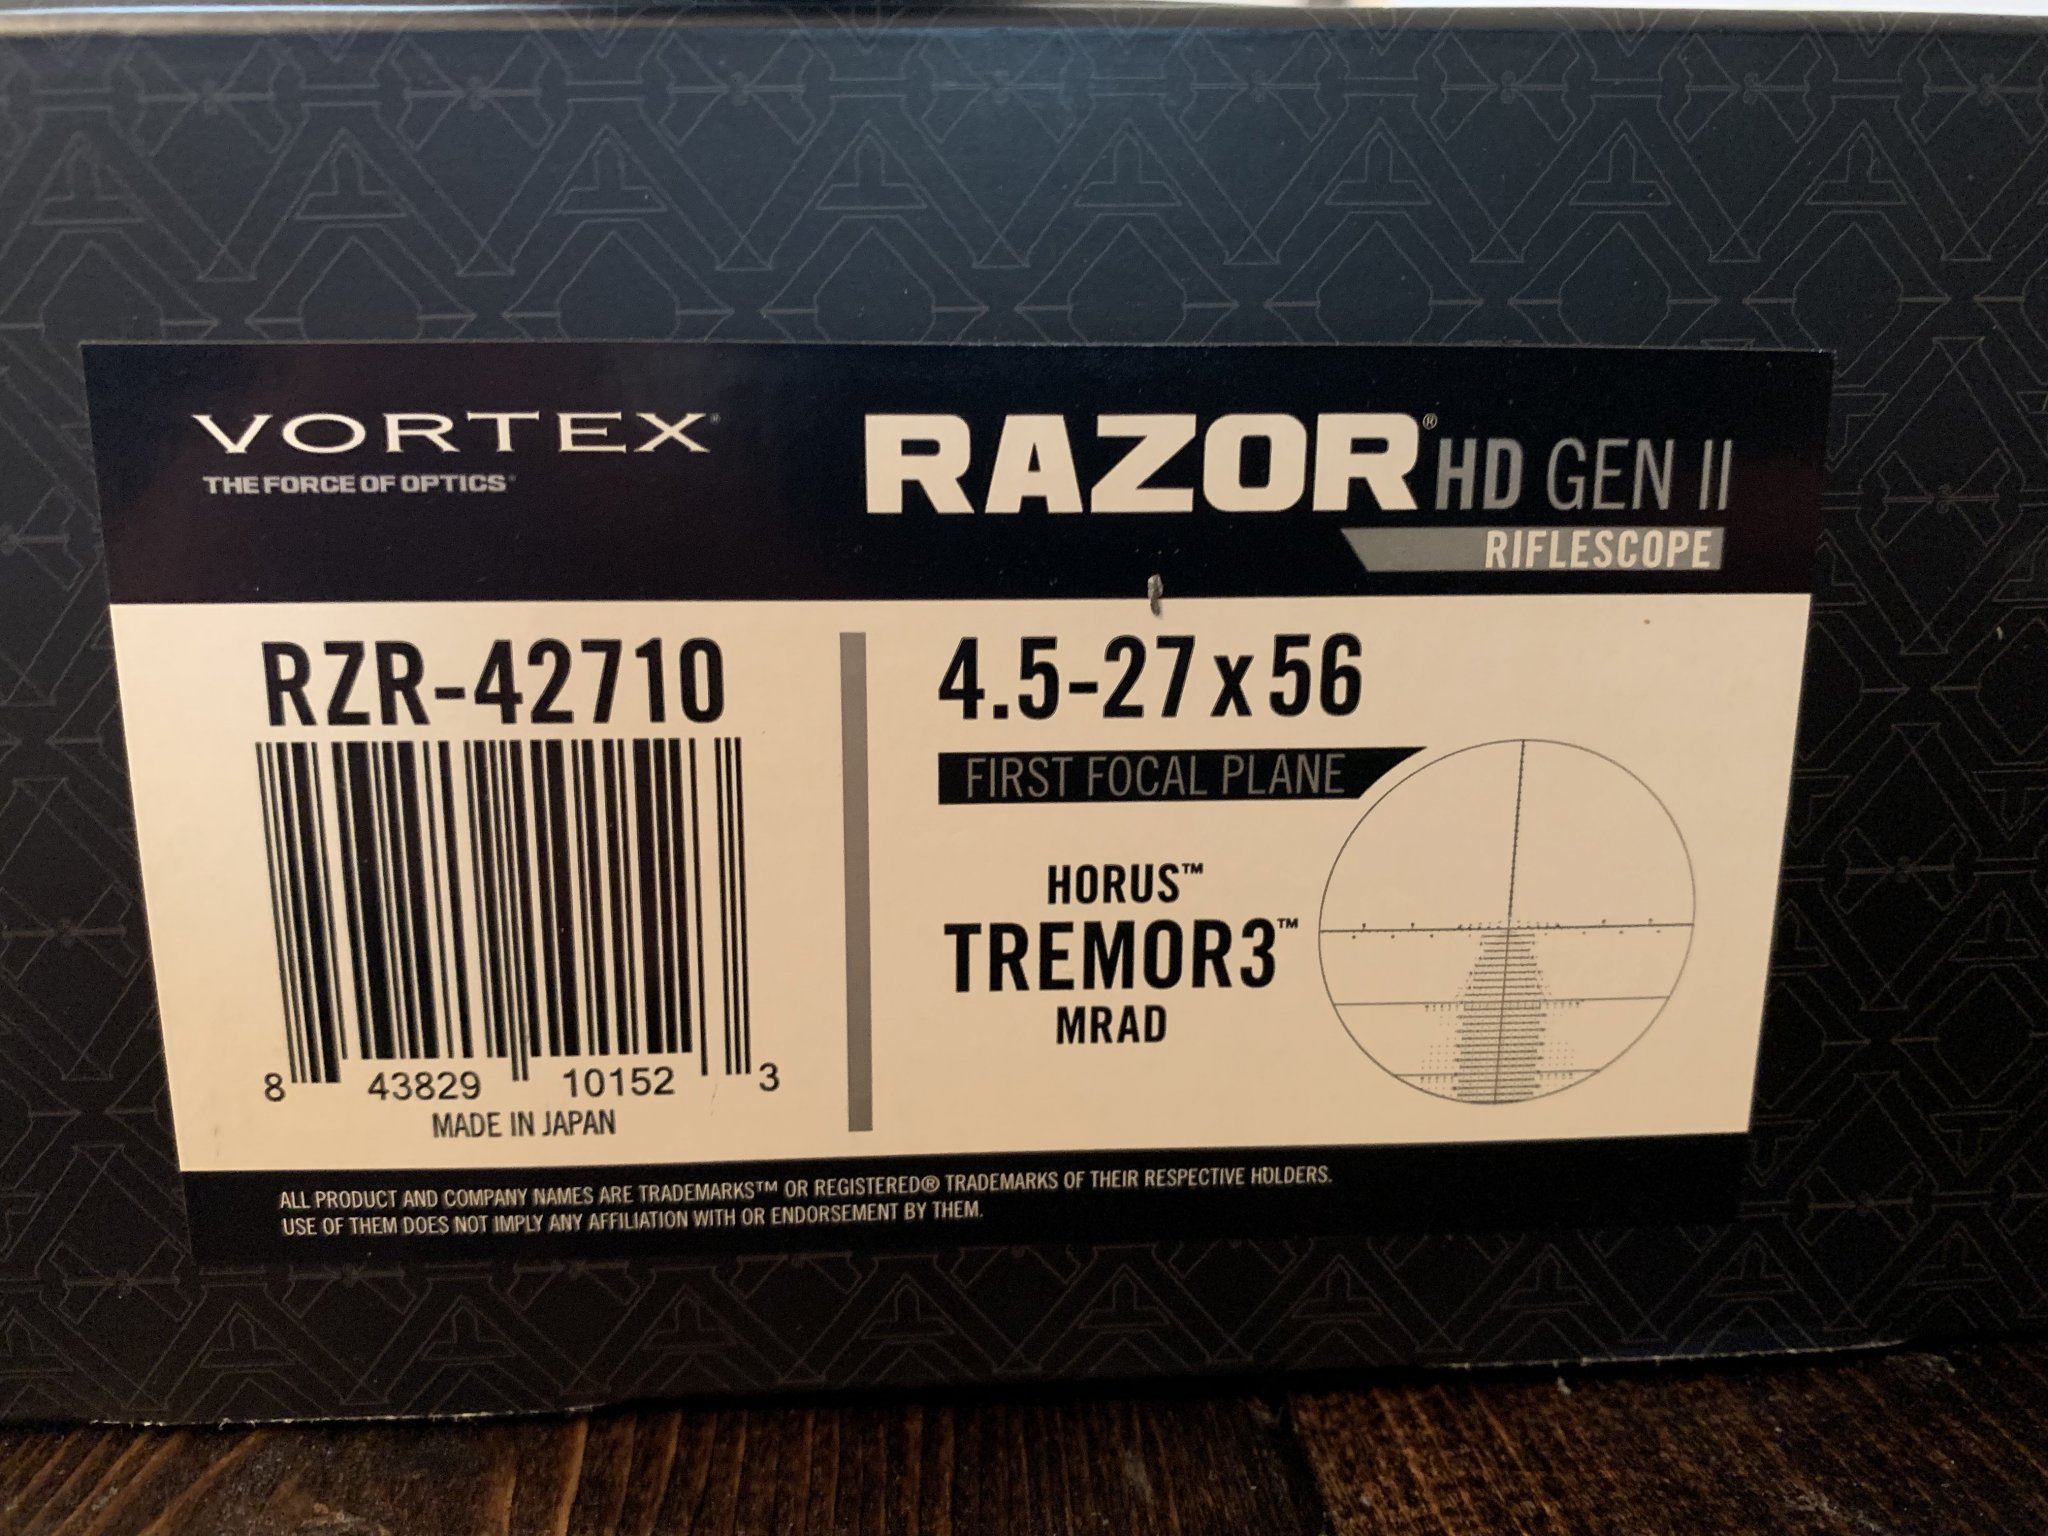 VORTEX®
THE FORCE OF OPTICS®
RAZOR® HD GEN II
RIFLESCOPE
RZR-42710
8 43829 10152 3
MADE IN JAPAN
4.5-27x56
FIRST FOCAL PLANE
HORUS™
TREMOR3™
MRAD
ALL PRODUCT AND COMPANY NAMES ARE TRADEMARKS™ OR REGISTERED® TRADEMARKS OF THEIR RESPECTIVE HOLDERS.
USE OF THEM DOES NOT IMPLY ANY AFFILIATION WITH OR ENDORSEMENT BY THEM.